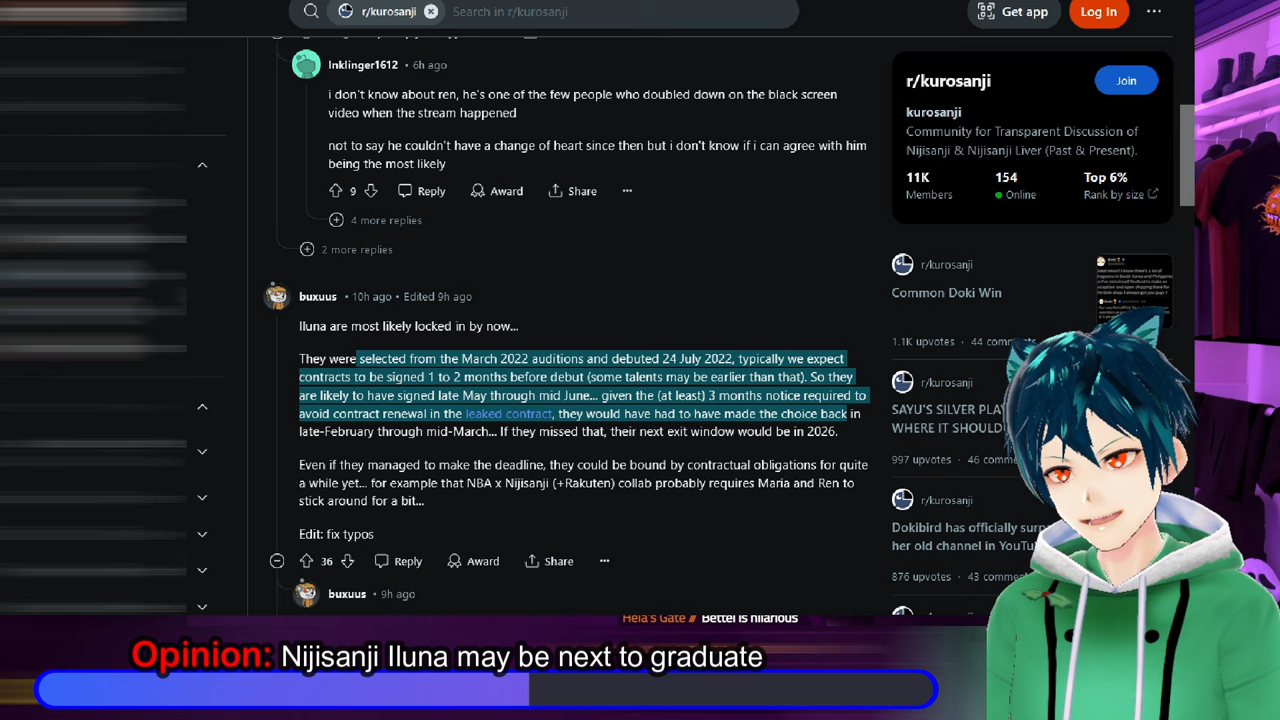 r/kurosanji
Search in r/kurosanji
Get app
Log In
Inklinger1612 • 6h ago
i don't know about ren, he's one of the few people who doubled down on the black screen
video when the stream happened
not to say he couldn't have a change of heart since then but i don't know if i can agree with him
being the most likely
9
Reply
Award
Share
4 more replies
2 more replies
buxuus • 10h ago • Edited 9h ago
Iluna are most likely locked in by now...
They were selected from the March 2022 auditions and debuted 24 July 2022, typically we expect
contracts to be signed 1 to 2 months before debut (some talents may be earlier than that). So they
are likely to have signed late May through mid June... given the (at least) 3 months notice required to
avoid contract renewal in the leaked contract, they would have had to have made the choice back in
late-February through mid-March... If they missed that, their next exit window would be in 2026.
Even if they managed to make the deadline, they could be bound by contractual obligations for quite
a while yet... for example that NBA x Nijisanji (+Rakuten) collab probably requires Maria and Ren to
stick around for a bit...
Edit: fix typos
36
Reply
Award
Share
buxuus • 9h ago
r/kurosanji
Join
kurosanji
Community for Transparent Discussion of
Nijisanji & Nijisanji Liver (Past & Present).
11K
154
Top 6%
Members
Online
Rank by size
r/kurosanji
Common Doki Win
1.1K upvotes • 44 comments
r/kurosanji
SAYU'S SILVER PLA
WHERE IT SHOULD
997 upvotes • 46 comme
r/kurosanji
Dokibird has officially surp
her old channel in YouTu
876 upvotes • 43 comm
r/kurosanji
Hela's Gate // Bettel is hilarious
Opinion: Nijisanji Iluna may be next to graduate